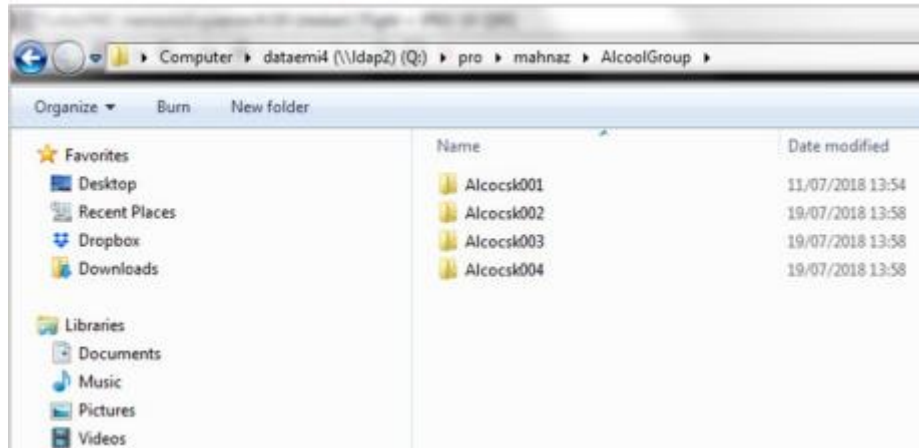 Computer ▸ dataemi4 (\\ldap2) (Q:) ▸ pro ▸ mahnaz ▸ AlcoolGroup ▸
Organize ▾ Burn New folder
Name Date modified
Favorites
Desktop
Recent Places
Dropbox
Downloads
Libraries
Documents
Music
Pictures
Videos
Alcocsk001 11/07/2018 13:54
Alcocsk002 19/07/2018 13:58
Alcocsk003 19/07/2018 13:58
Alcocsk004 19/07/2018 13:58